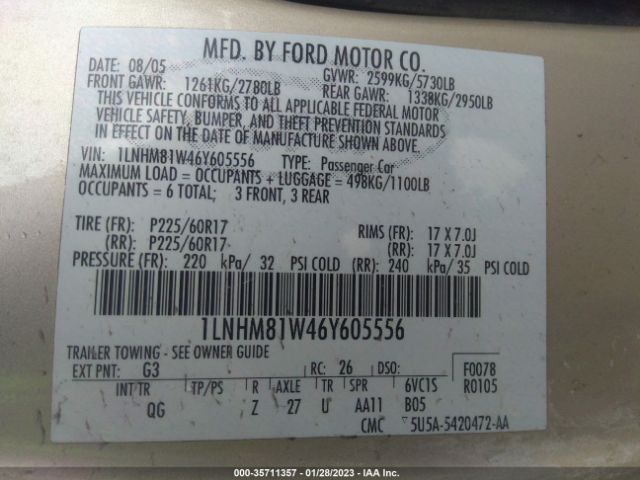 MFD. BY FORD MOTOR CO.
DATE: 08/05 GVWR: 2599KG/5730LB
FRONT GAWR: 1261KG/2780LB REAR GAWR: 1338KG/2950LB
THIS VEHICLE CONFORMS TO ALL APPLICABLE FEDERAL MOTOR
VEHICLE SAFETY, BUMPER, AND THEFT PREVENTION STANDARDS
IN EFFECT ON THE DATE OF MANUFACTURE SHOWN ABOVE.
VIN: 1LNHM81W46Y605556 TYPE: Passenger Car
MAXIMUM LOAD = OCCUPANTS + LUGGAGE = 498KG/1100LB
OCCUPANTS = 6 TOTAL; 3 FRONT, 3 REAR
TIRE (FR): P225/60R17 RIMS (FR): 17 X 7.0J
(RR): P225/60R17 (RR): 17 X 7.0J
PRESSURE (FR): 220 kPa/ 32 PSI COLD (RR): 240 kPa/ 35 PSI COLD
1LNHM81W46Y605556
TRAILER TOWING - SEE OWNER GUIDE
EXT PNT: G3 RC: 26 DSO: F0078
INT TR TP/PS R AXLE TR SPR 6VC1S R0105
QG Z 27 U AA11 B05
CMC 5U5A-5420472-AA
000-35711357 | 01/28/2023 | IAA Inc.